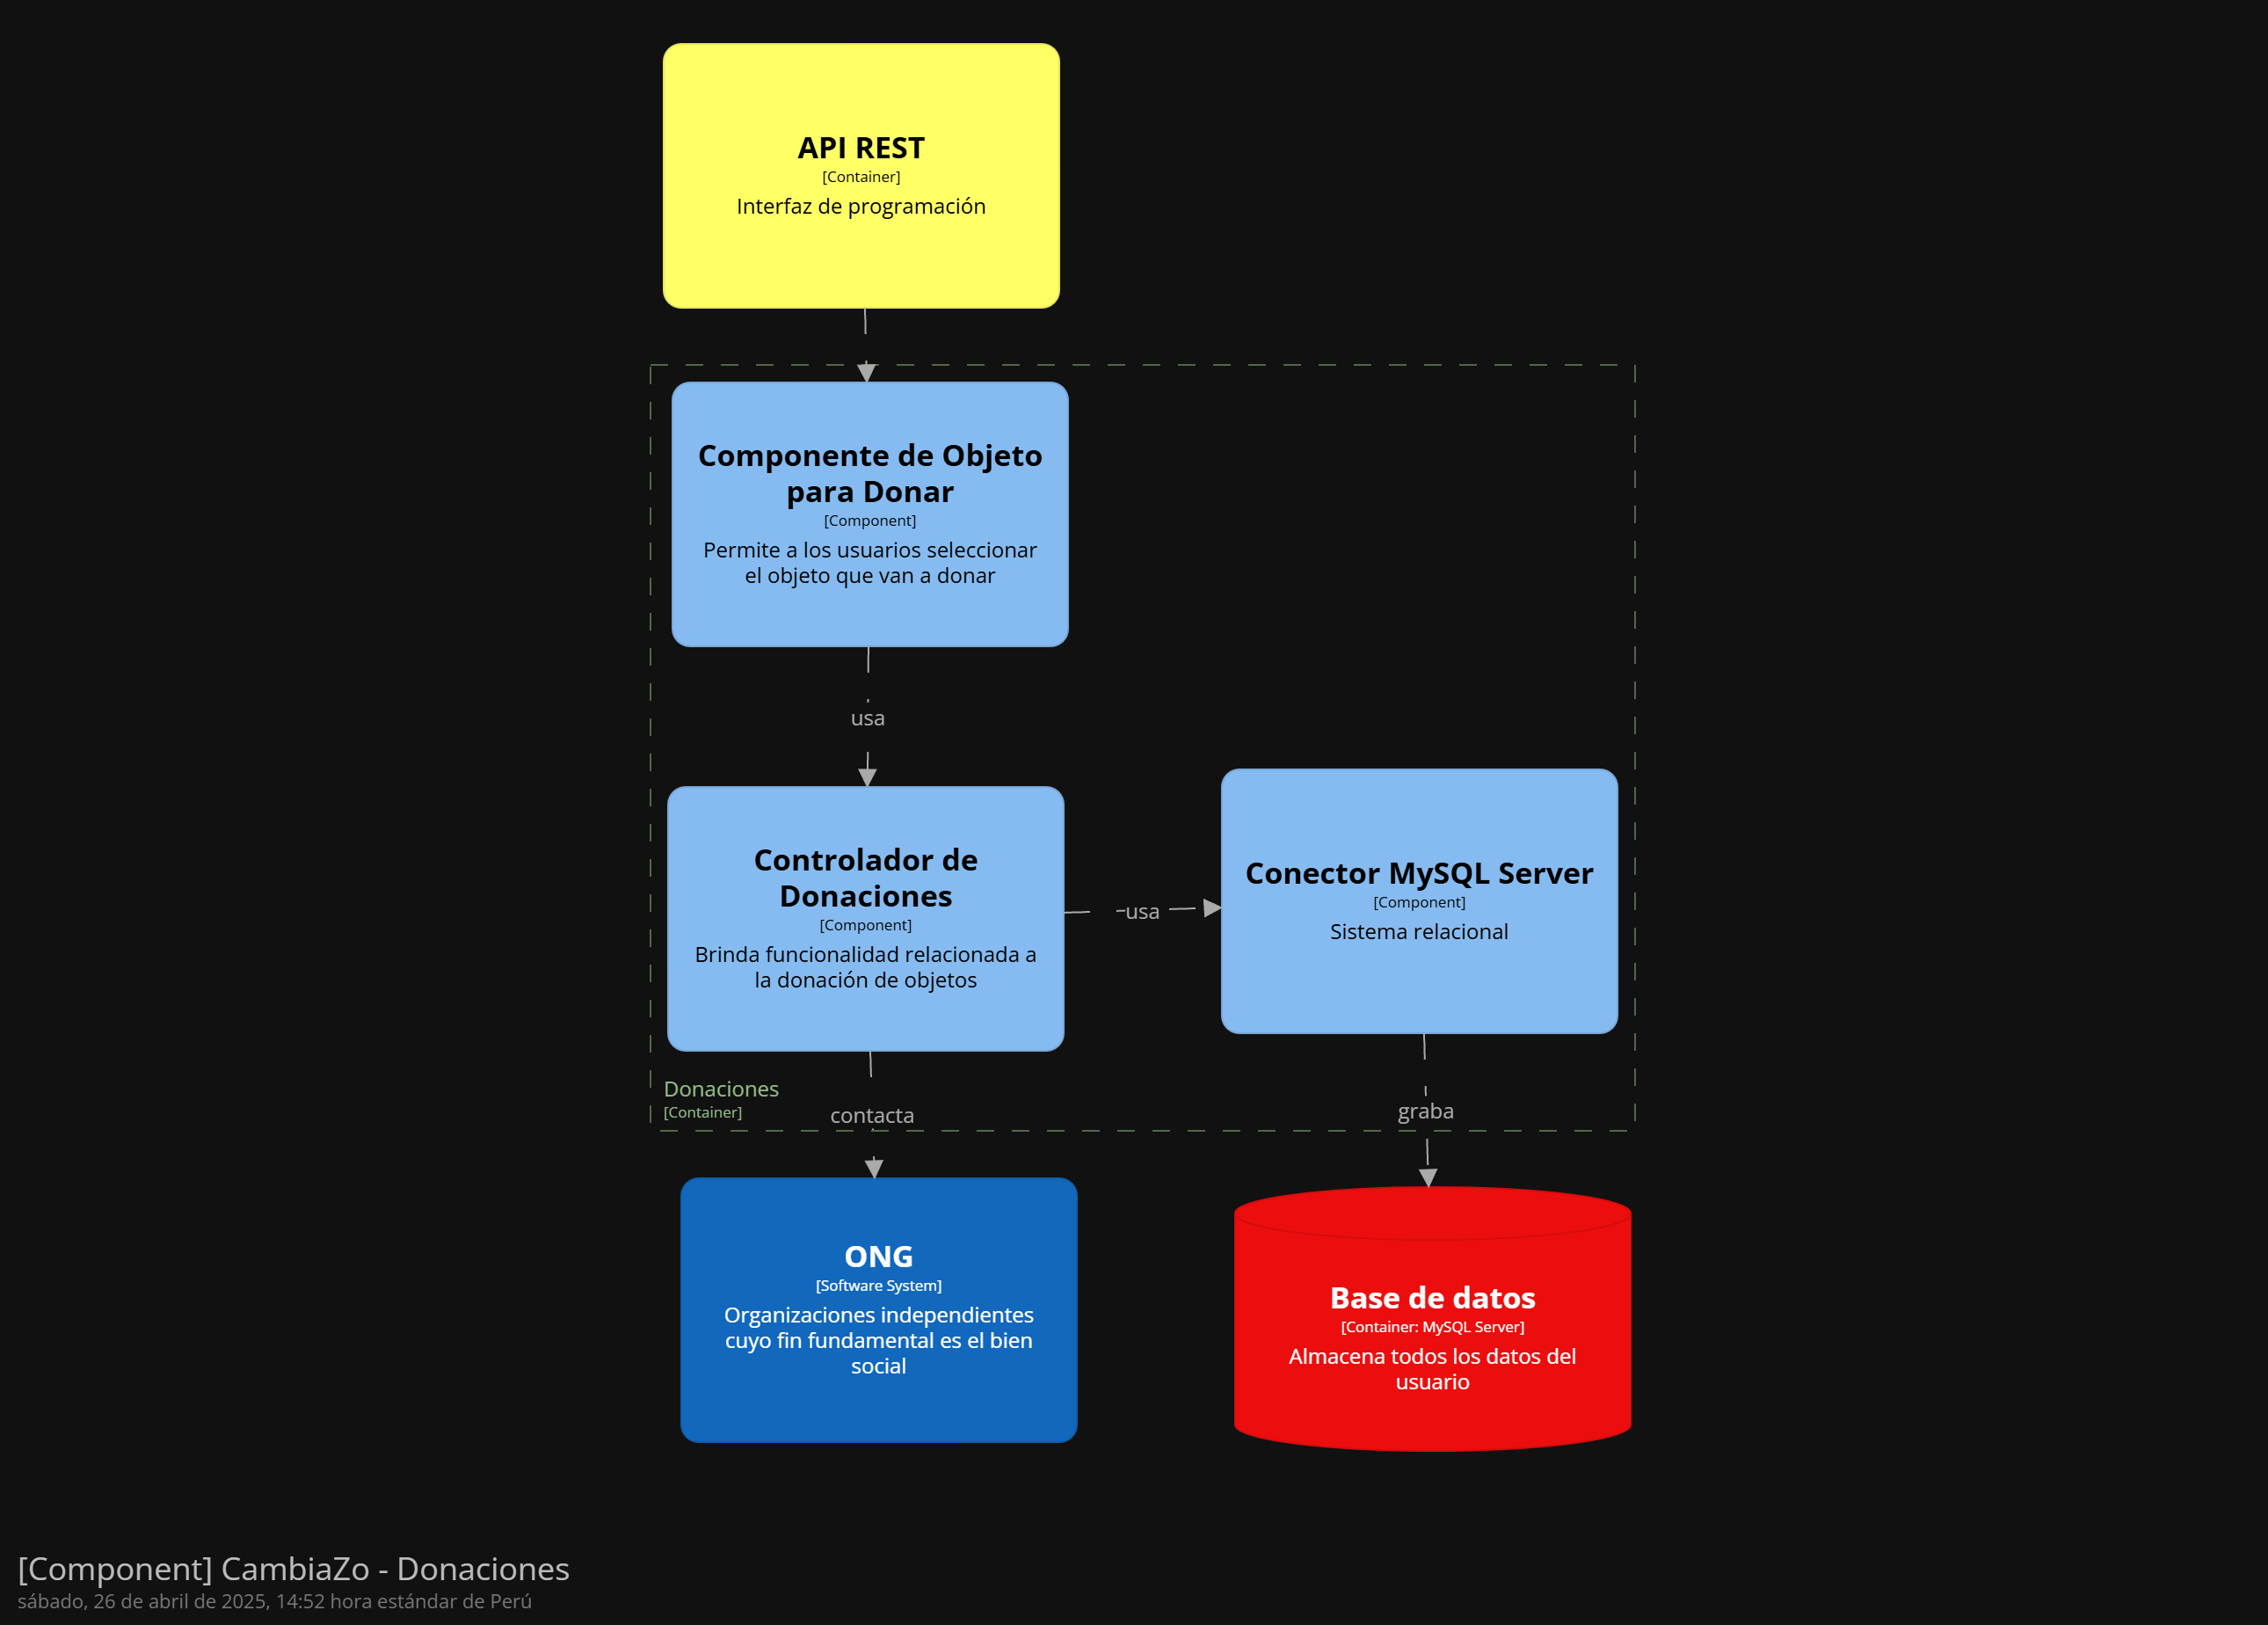 API REST
[Container]
Interfaz de programación
Componente de Objeto
para Donar
[Component]
Permite a los usuarios seleccionar
el objeto que van a donar
usa
Controlador de
Donaciones
[Component]
Brinda funcionalidad relacionada a
la donación de objetos
usa
Conector MySQL Server
[Component]
Sistema relacional
Donaciones
[Container]
contacta
graba
ONG
[Software System]
Organizaciones independientes
cuyo fin fundamental es el bien
social
Base de datos
[Container: MySQL Server]
Almacena todos los datos del
usuario
[Component] CambiaZo - Donaciones
sábado, 26 de abril de 2025, 14:52 hora estándar de Perú